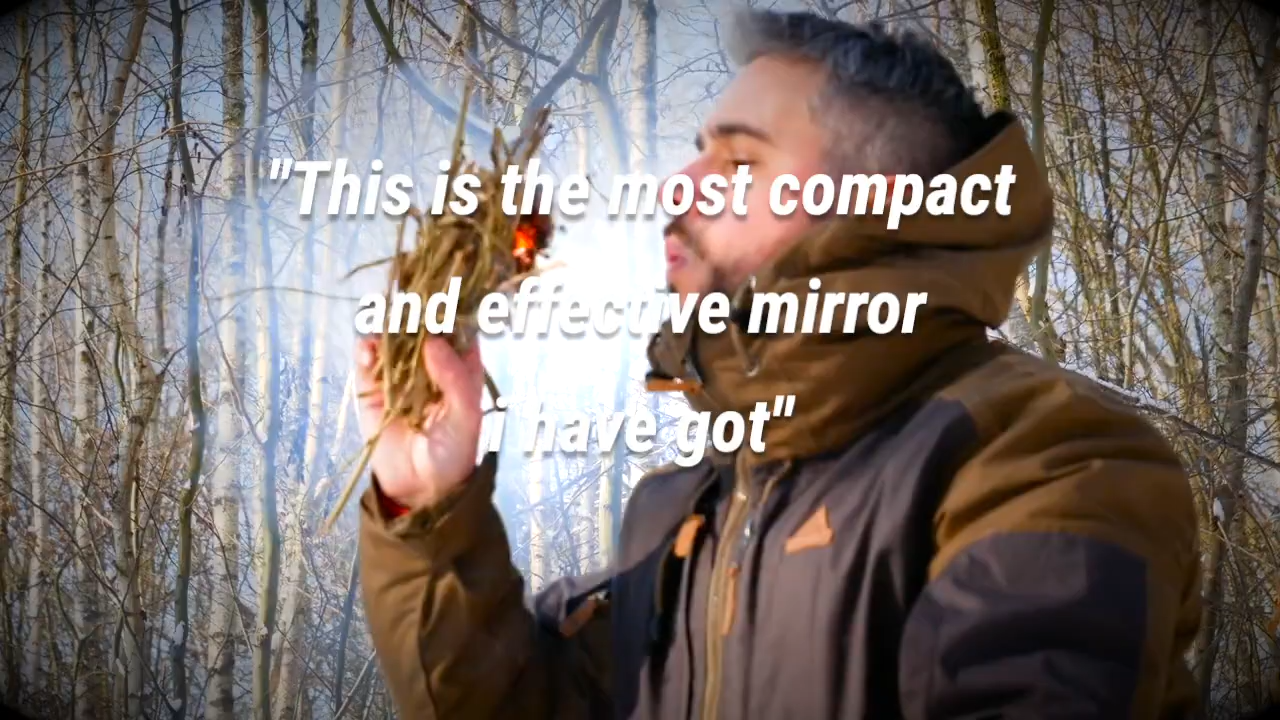 "This is the most compact
and effective mirror
i have got"